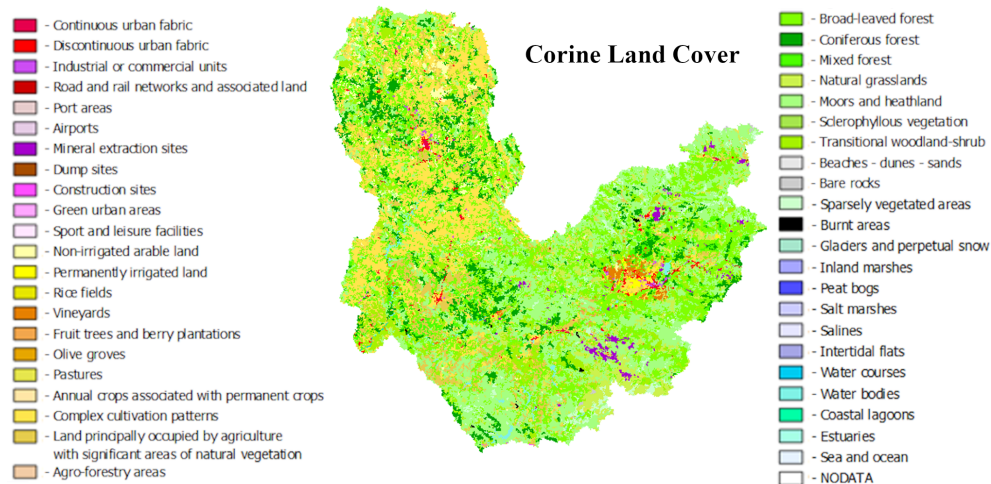 - Continuous urban fabric
- Discontinuous urban fabric
- Industrial or commercial units
- Road and rail networks and associated land
- Port areas
- Airports
- Mineral extraction sites
- Dump sites
- Construction sites
- Green urban areas
- Sport and leisure facilities
- Non-irrigated arable land
- Permanently irrigated land
- Rice fields
- Vineyards
- Fruit trees and berry plantations
- Olive groves
- Pastures
- Annual crops associated with permanent crops
- Complex cultivation patterns
- Land principally occupied by agriculture
with significant areas of natural vegetation
- Agro-forestry areas
Corine Land Cover
- Broad-leaved forest
- Coniferous forest
- Mixed forest
- Natural grasslands
- Moors and heathland
- Sclerophyllous vegetation
- Transitional woodland-shrub
- Beaches - dunes - sands
- Bare rocks
- Sparsely vegetated areas
- Burnt areas
- Glaciers and perpetual snow
- Inland marshes
- Peat bogs
- Salt marshes
- Salines
- Intertidal flats
- Water courses
- Water bodies
- Coastal lagoons
- Estuaries
- Sea and ocean
- NODATA